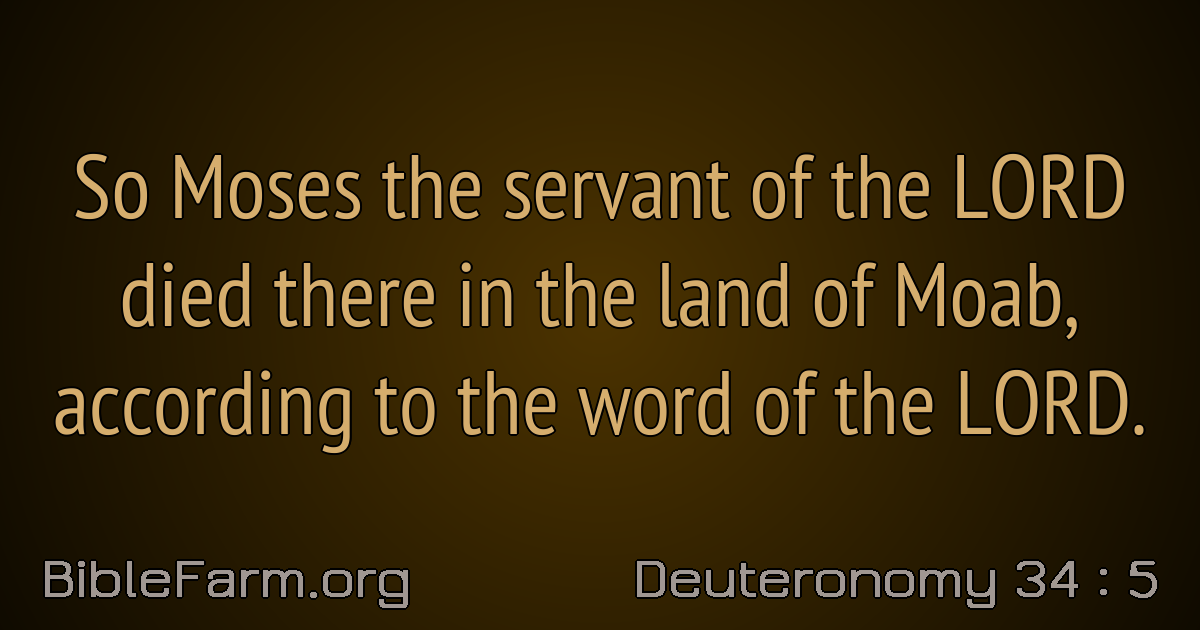 So Moses the servant of the LORD
died there in the land of Moab,
according to the word of the LORD.
BibleFarm.org
Deuteronomy 34 : 5